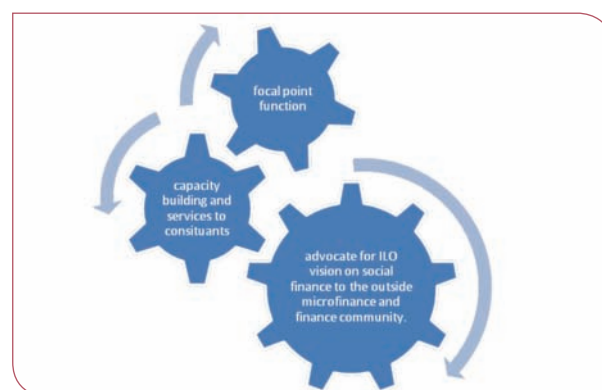 focal point
function
capacity
building and
services to
consituants
advocate for ILO
vision on social
finance to the outside
microfinance and
finance community.